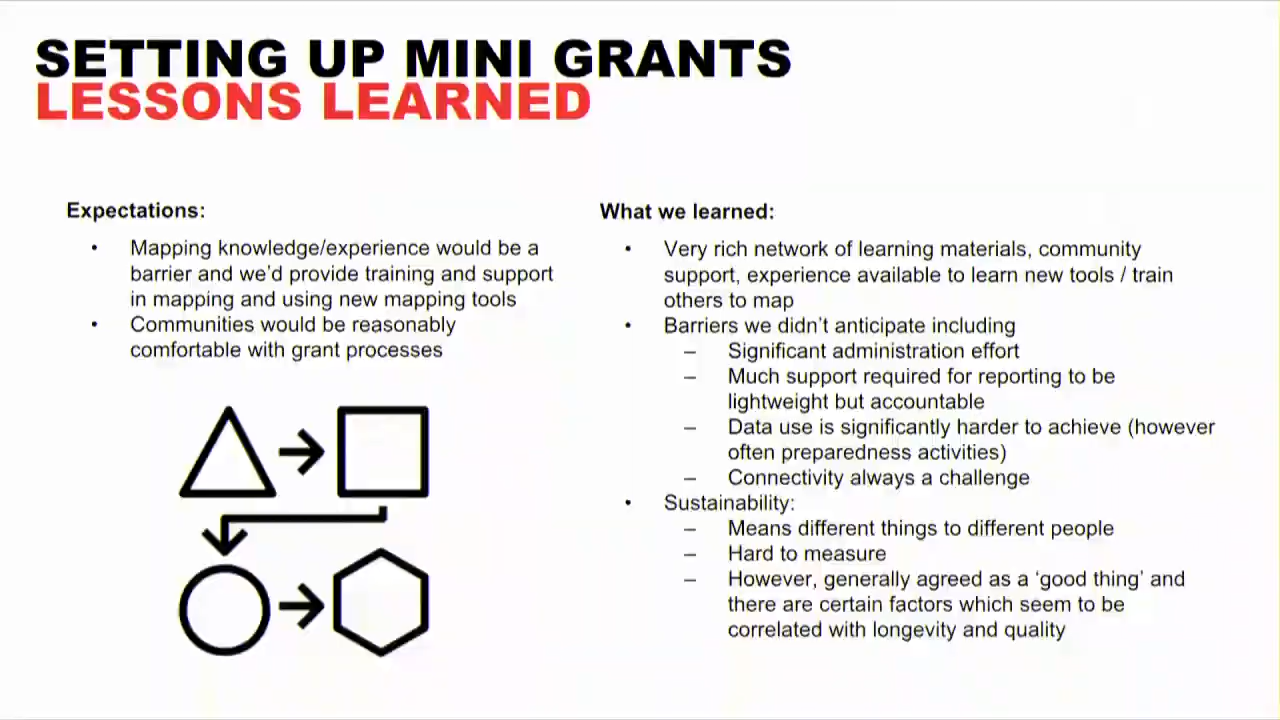 SETTING UP MINI GRANTS
LESSONS LEARNED
Expectations:
• Mapping knowledge/experience would be a
barrier and we’d provide training and support
in mapping and using new mapping tools
• Communities would be reasonably
comfortable with grant processes
What we learned:
• Very rich network of learning materials, community
support, experience available to learn new tools / train
others to map
• Barriers we didn’t anticipate including
– Significant administration effort
– Much support required for reporting to be
lightweight but accountable
– Data use is significantly harder to achieve (however
often preparedness activities)
– Connectivity always a challenge
• Sustainability:
– Means different things to different people
– Hard to measure
– However, generally agreed as a ‘good thing’ and
there are certain factors which seem to be
correlated with longevity and quality